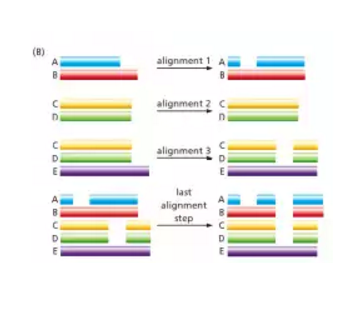 (B)
A alignment 1 A
B B
C alignment 2 C
D D
C alignment 3 C
D D
E E
A last A
B alignment B
C step C
D D
E E